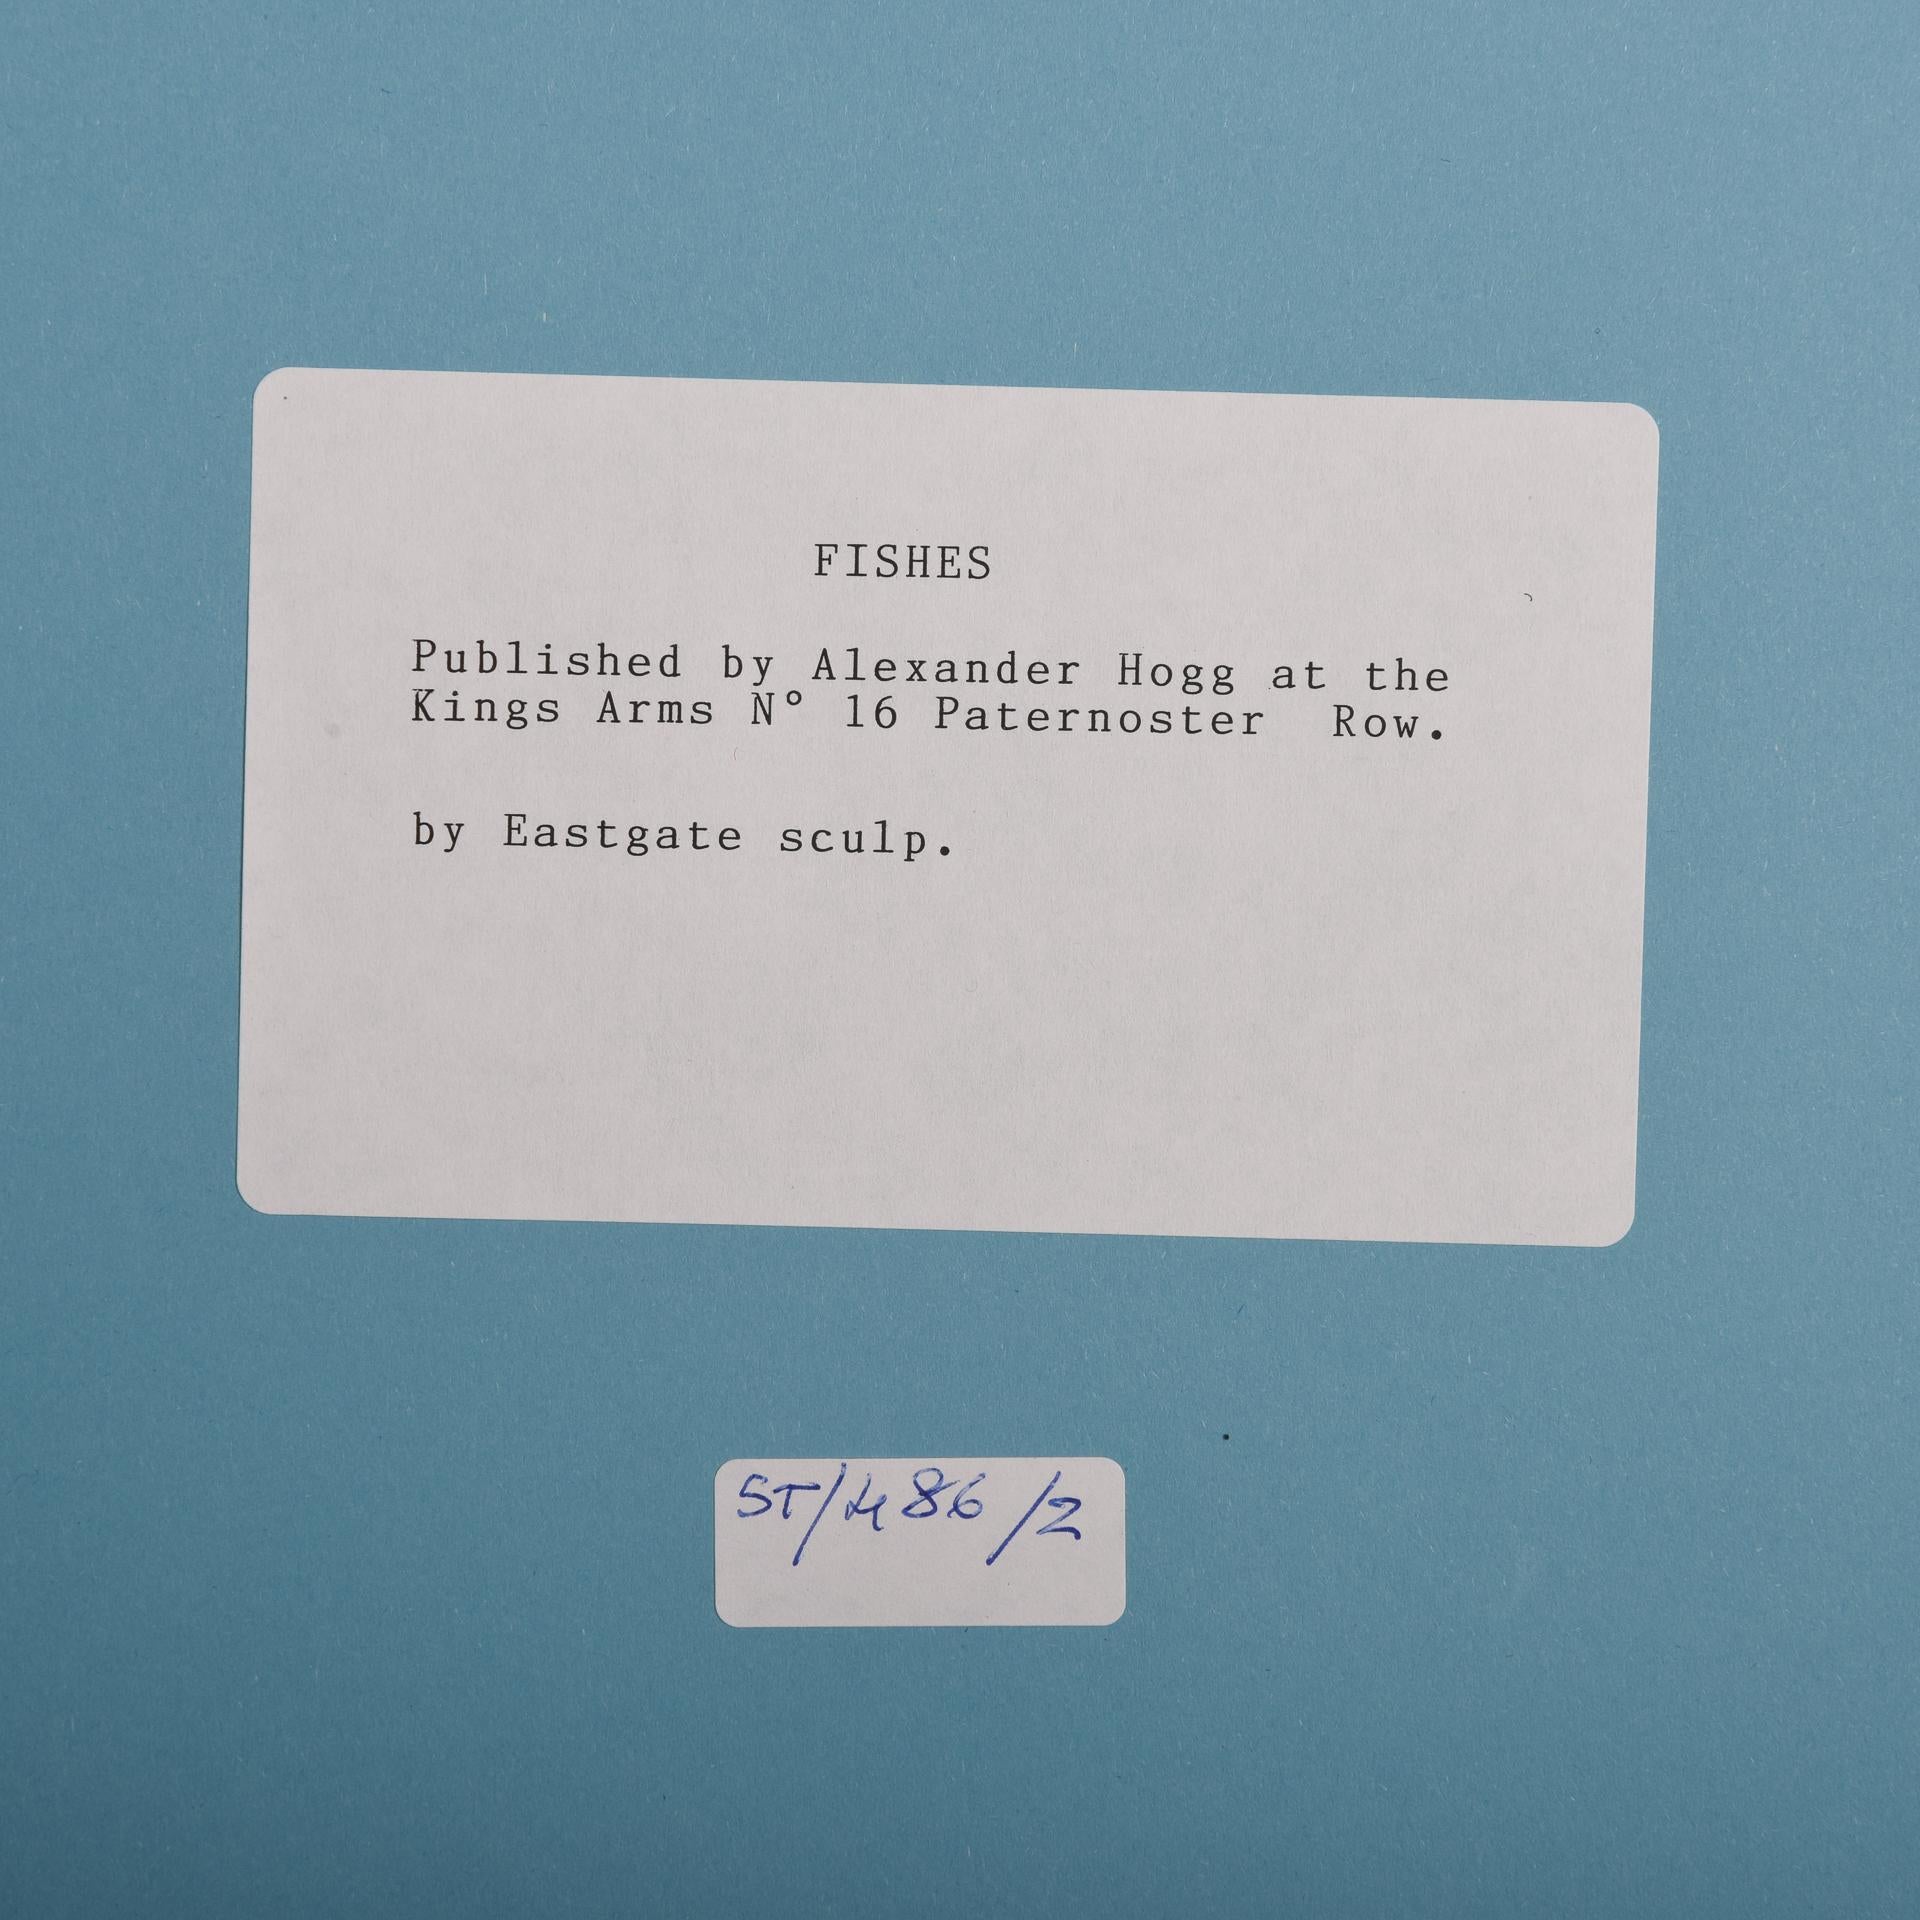 FISHES
Published by Alexander Hogg at the
Kings Arms N° 16 Paternoster Row.
by Eastgate sculp.
ST/486/2